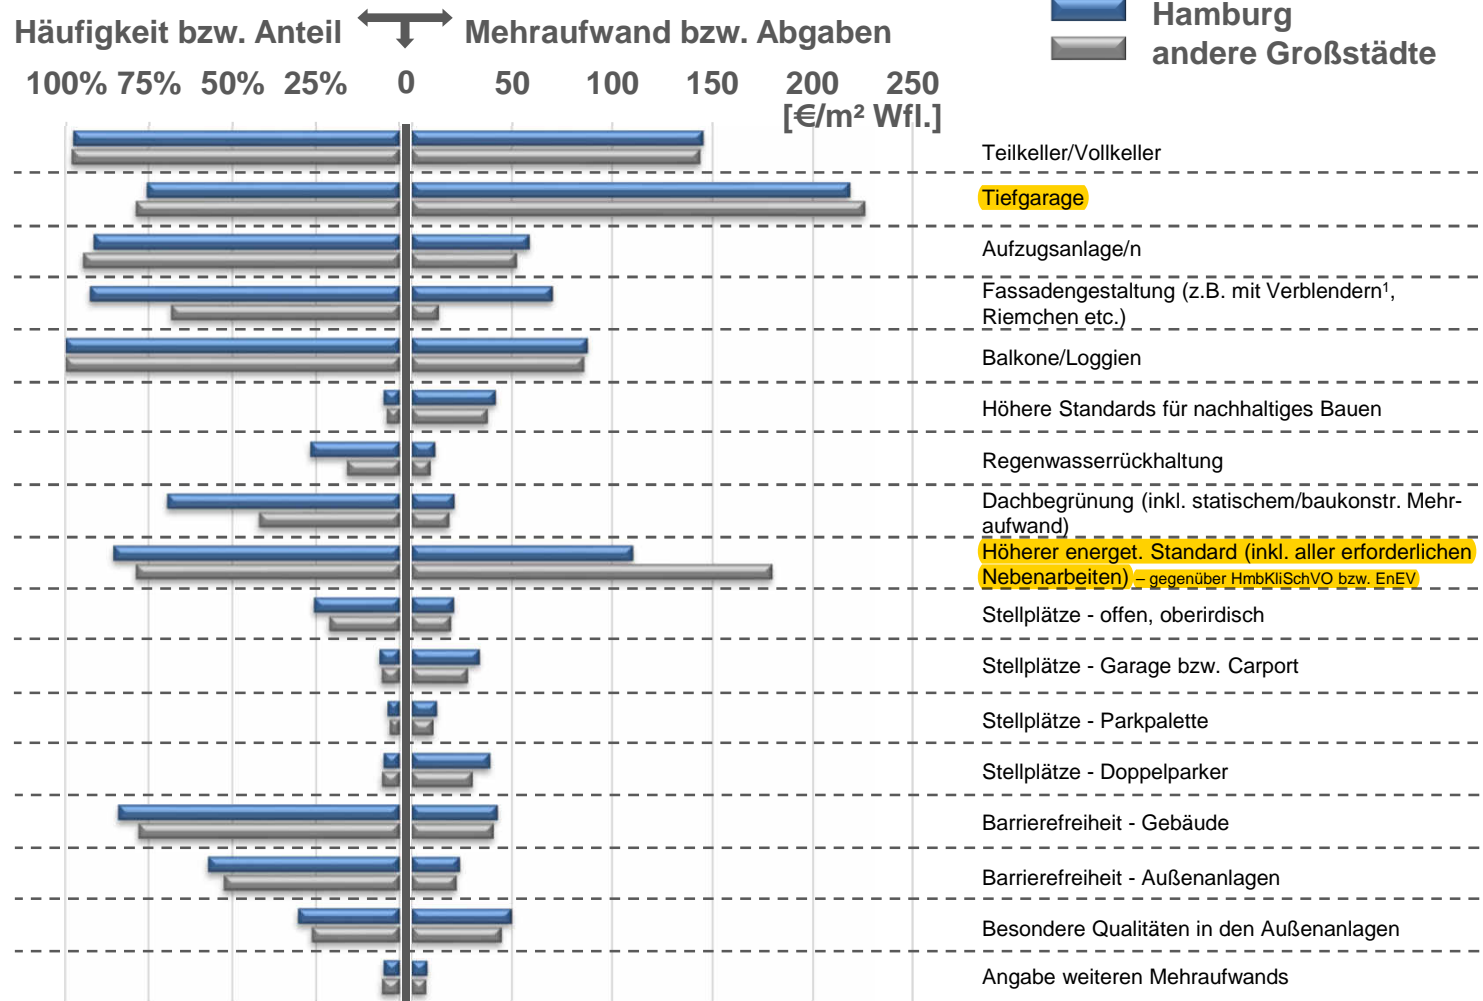 Häufigkeit bzw. Anteil Mehraufwand bzw. Abgaben
Hamburg
andere Großstädte
100% 75% 50% 25% 0 50 100 150 200 250
[€/m² Wfl.]
Teilkeller/Vollkeller
Tiefgarage
Aufzugsanlage/n
Fassadengestaltung (z.B. mit Verblendern¹,
Riemchen etc.)
Balkone/Loggien
Höhere Standards für nachhaltiges Bauen
Regenwasserrückhaltung
Dachbegrünung (inkl. statischem/baukonstr. Mehr-
aufwand)
Höherer energet. Standard (inkl. aller erforderlichen
Nebenarbeiten) – gegenüber HmbKliSchVO bzw. EnEV
Stellplätze - offen, oberirdisch
Stellplätze - Garage bzw. Carport
Stellplätze - Parkpalette
Stellplätze - Doppelparker
Barrierefreiheit - Gebäude
Barrierefreiheit - Außenanlagen
Besondere Qualitäten in den Außenanlagen
Angabe weiteren Mehraufwands